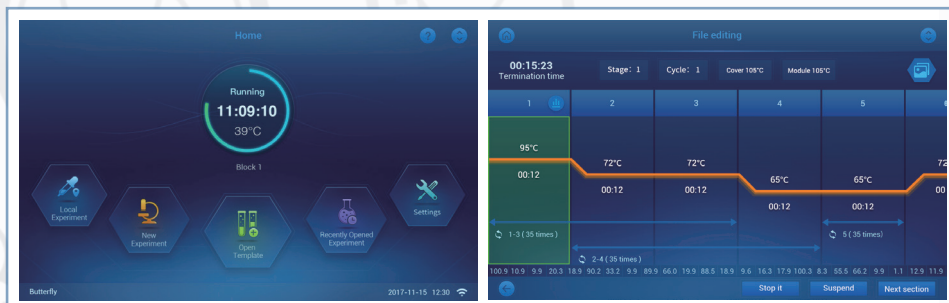 Home
?
Running
11:09:10
39°C
Block 1
Local
Experiment
New
Experiment
Open
Template
Recently Opened
Experiment
Settings
Butterfly
2017-11-15 12:30
File editing
00:15:23
Termination time
Stage: 1
Cycle: 1
Cover 105°C
Module 105°C
1
2
3
4
5
95°C
00:12
72°C
00:12
72°C
00:12
65°C
00:12
65°C
00:12
72
00
1-3 ( 35 times )
5 ( 35 times)
2-4 ( 35 times )
100.9 10.9 9.9 20.3 18.9 90.2 33.2 9.9 89.9 66.0 19.9 88.5 18.9 9.6 16.3 17.9 100.3 8.3 55.5 66.2 9.9 1.1 12.9 11.9
Stop it
Suspend
Next section